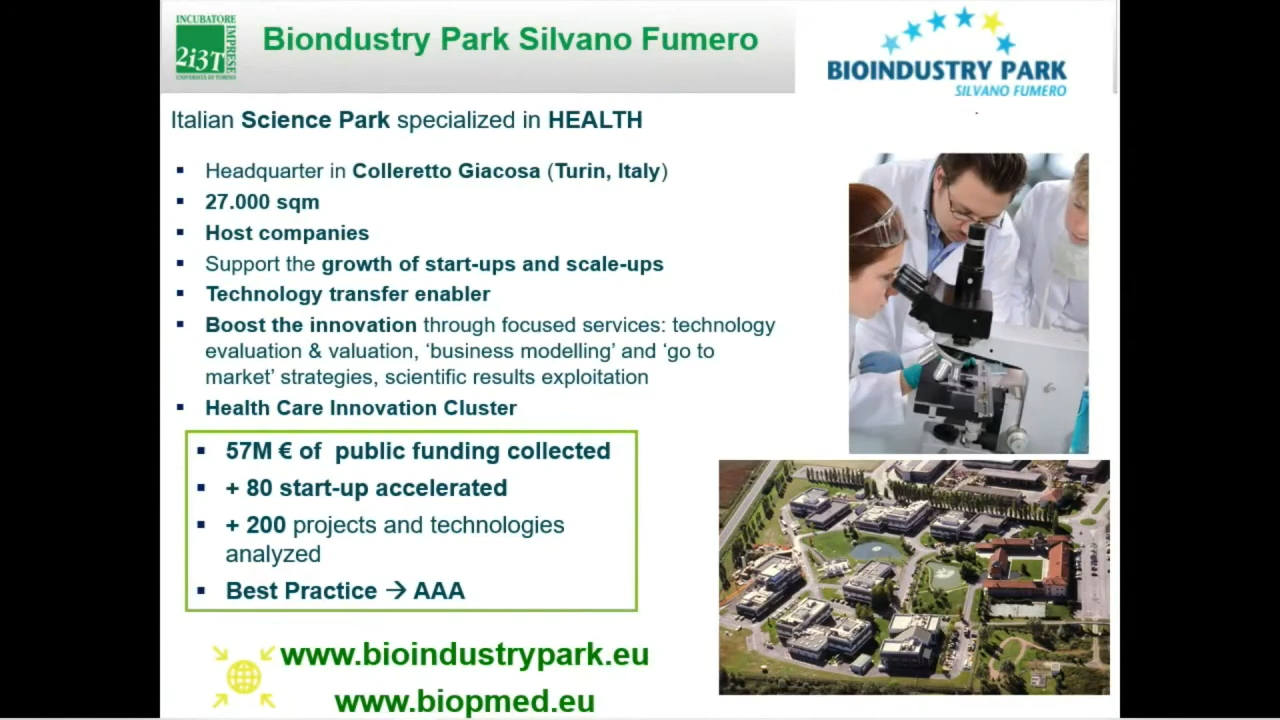 INCUBATORE
IMPRESE
2i3T
UNIVERSITÀ DI TORINO
Biondustry Park Silvano Fumero
BIOINDUSTRY PARK
SILVANO FUMERO
Italian Science Park specialized in HEALTH
▪ Headquarter in Colleretto Giacosa (Turin, Italy)
▪ 27.000 sqm
▪ Host companies
▪ Support the growth of start-ups and scale-ups
▪ Technology transfer enabler
▪ Boost the innovation through focused services: technology
evaluation & valuation, ‘business modelling’ and ‘go to
market’ strategies, scientific results exploitation
▪ Health Care Innovation Cluster
▪ 57M € of public funding collected
▪ + 80 start-up accelerated
▪ + 200 projects and technologies
analyzed
▪ Best Practice → AAA
www.bioindustrypark.eu
www.biopmed.eu